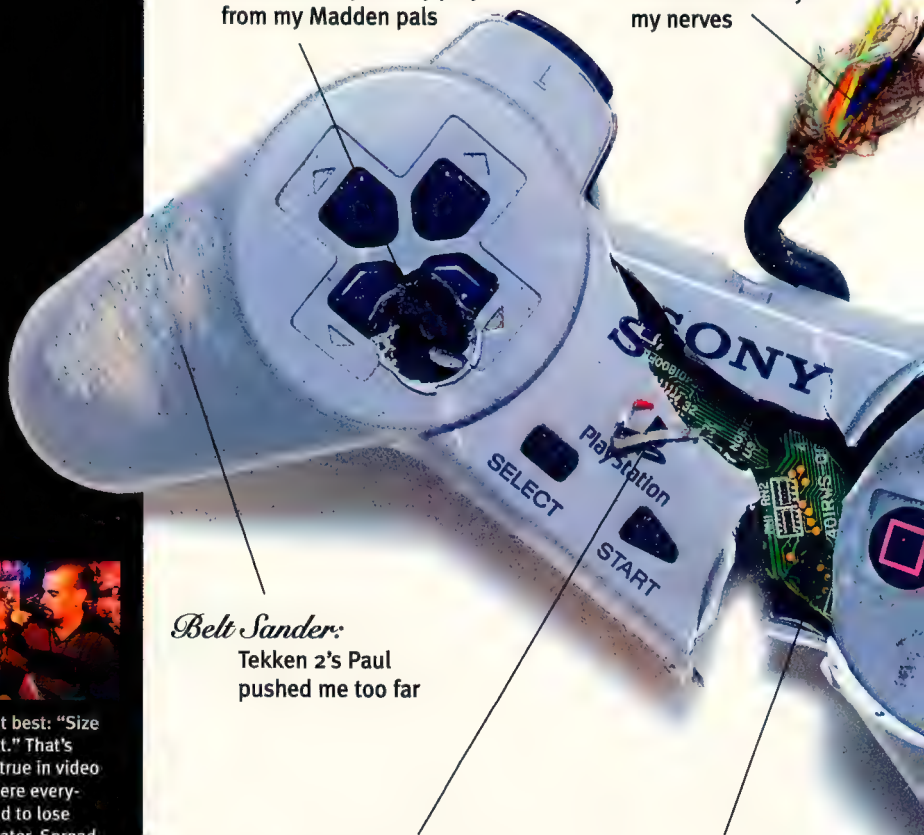 from my Madden pals
my nerves
L
SONY
PlayStation
SELECT
START
Belt Sander:
Tekken 2's Paul
pushed me too far
t best: "Size
t." That's
true in video
ere every-
d to lose